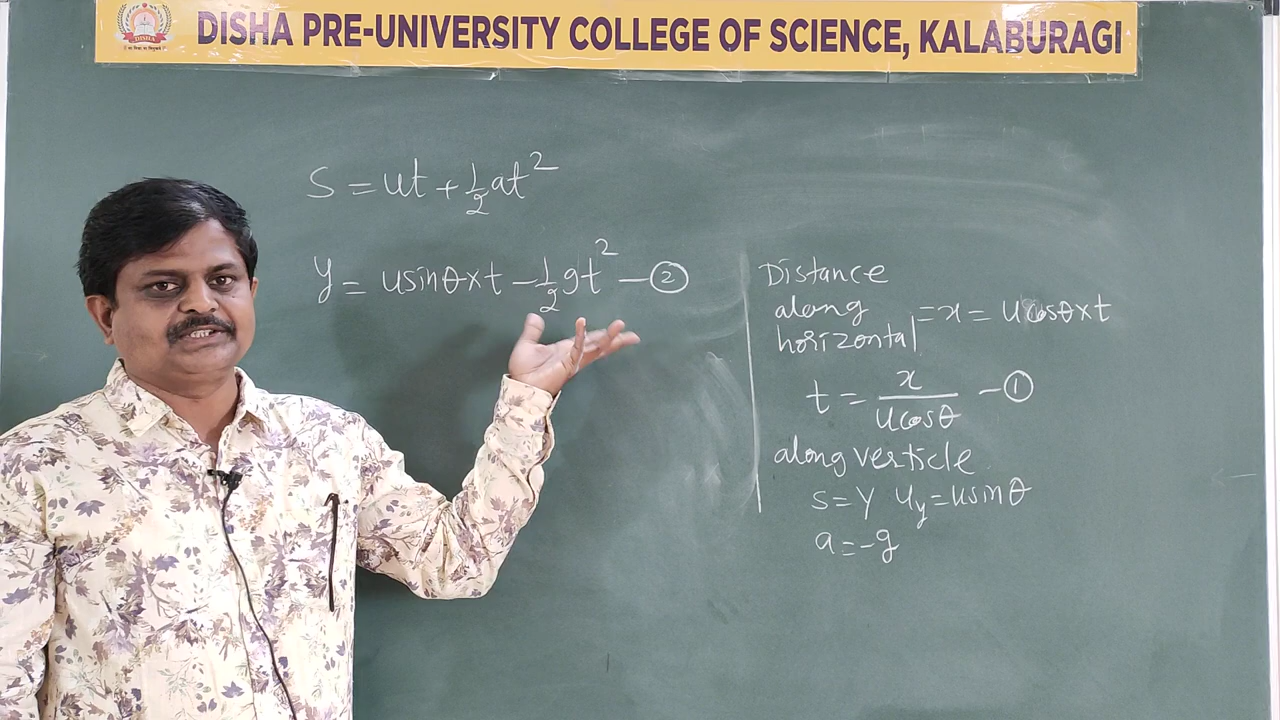 DISHA PRE-UNIVERSITY COLLEGE OF SCIENCE, KALABURAGI
DISHA
S = ut + 1/2 at²
y = usinθ×t - 1/2 gt² - ②
Distance
along
horizontal = x = ucosθ×t
t = x/ucosθ - ①
along verticle
s=y uy=usinθ
a=-g